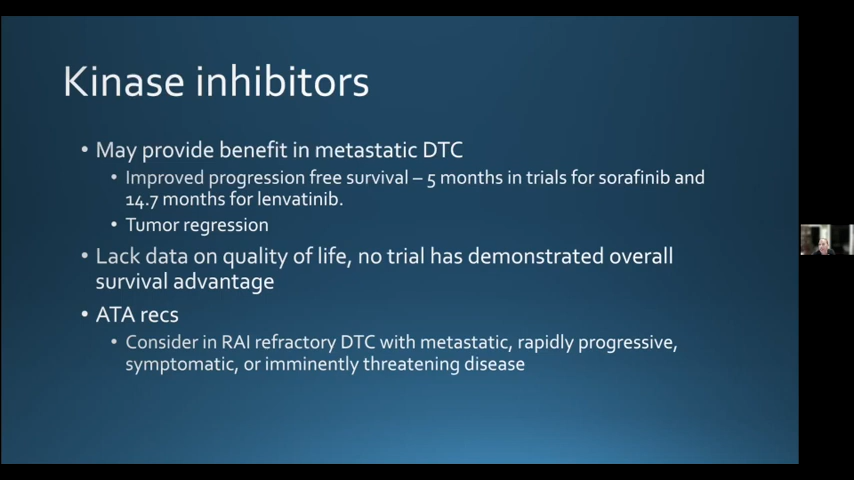 Kinase inhibitors
• May provide benefit in metastatic DTC
• Improved progression free survival – 5 months in trials for sorafinib and
14.7 months for lenvatinib.
• Tumor regression
• Lack data on quality of life, no trial has demonstrated overall
survival advantage
• ATA recs
• Consider in RAI refractory DTC with metastatic, rapidly progressive,
symptomatic, or imminently threatening disease